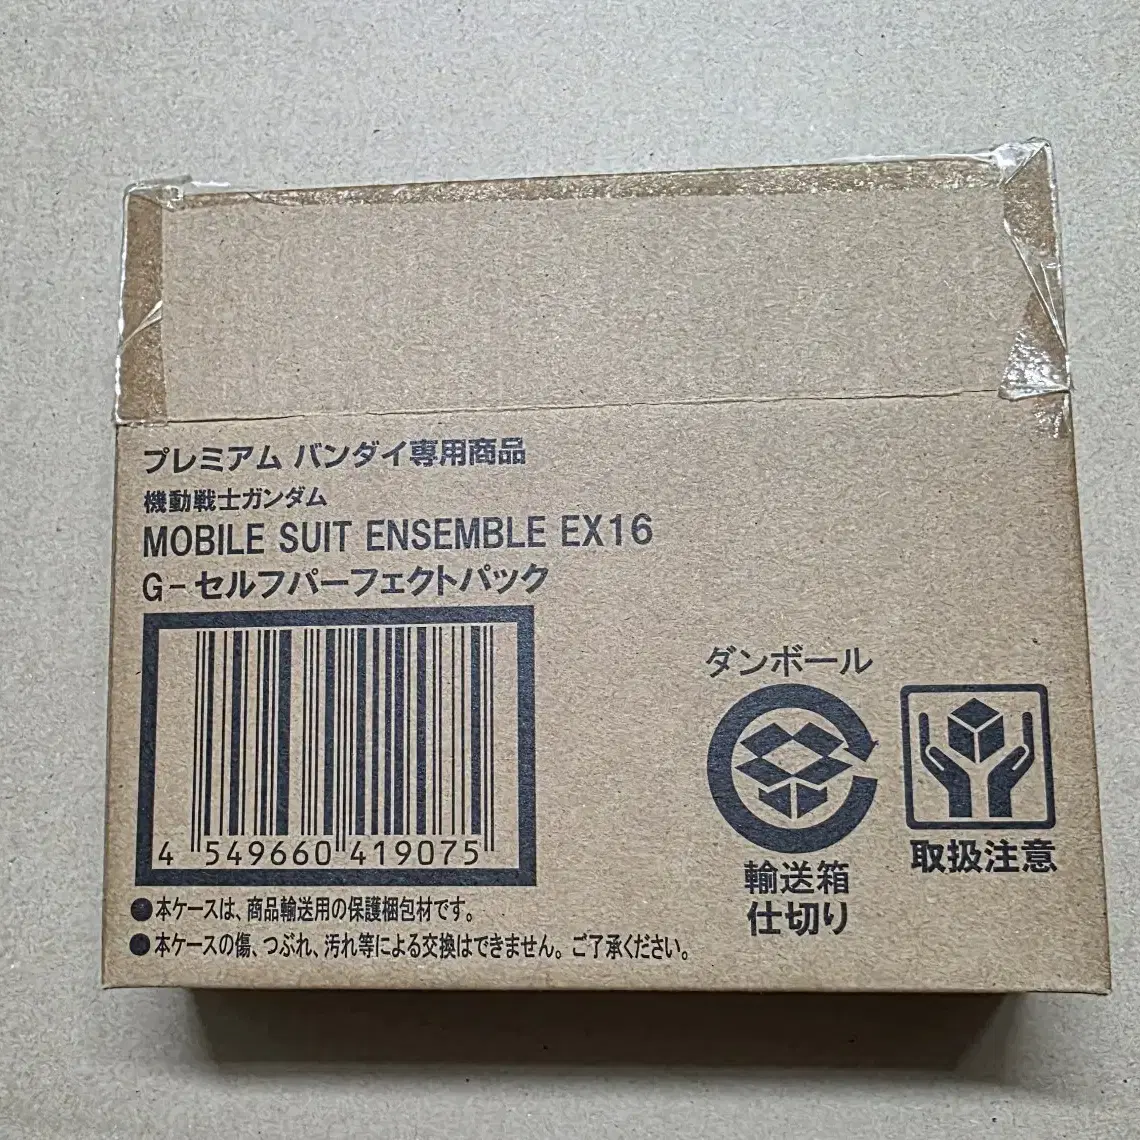 プレミアム バンダイ専用商品
機動戦士ガンダム
MOBILE SUIT ENSEMBLE EX16
G-セルフパーフェクトパック
4 549660 419075
ダンボール
輸送箱
仕切り
取扱注意
●本ケースは、商品輸送用の保護梱包材です。
●本ケースの傷、つぶれ、汚れ等による交換はできません。ご了承ください。